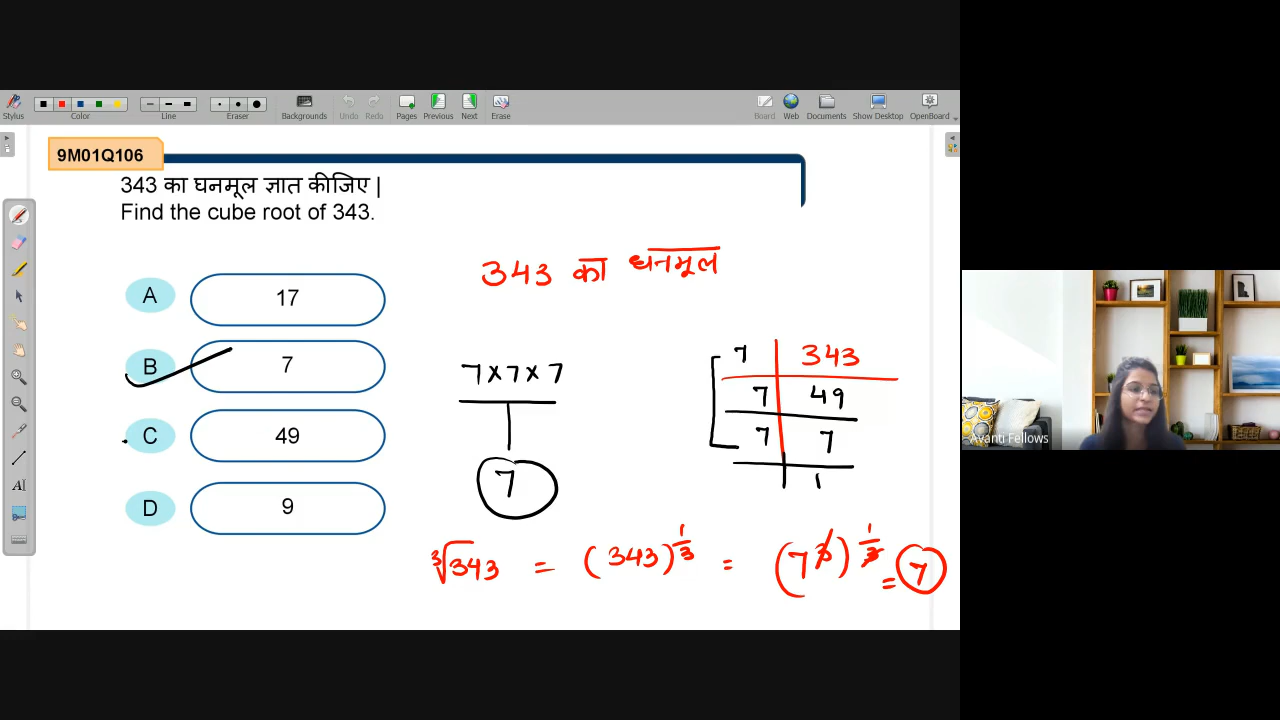 Stylus
Color
Line
Eraser
Backgrounds
Undo
Redo
Pages
Previous
Next
Erase
Board
Web
Documents
Show Desktop
OpenBoard
9M01Q106
343 का घनमूल ज्ञात कीजिए |
Find the cube root of 343.
343 का घनमूल
A 17
B 7
C 49
D 9
7 × 7 × 7
7
7 343
7 49
7 7
1
∛343 = (343)^1/3 = (7^3)^1/3 = 7
Avanti Fellows